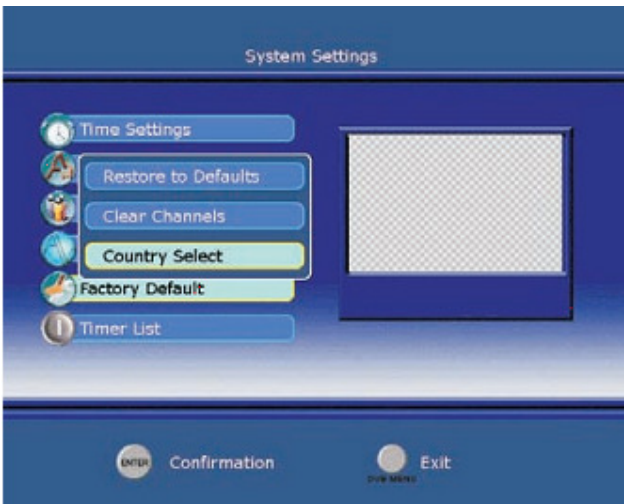 System Settings
Time Settings
Restore to Defaults
Clear Channels
Country Select
Factory Default
Timer List
ENTER Confirmation Exit
DVB MENU